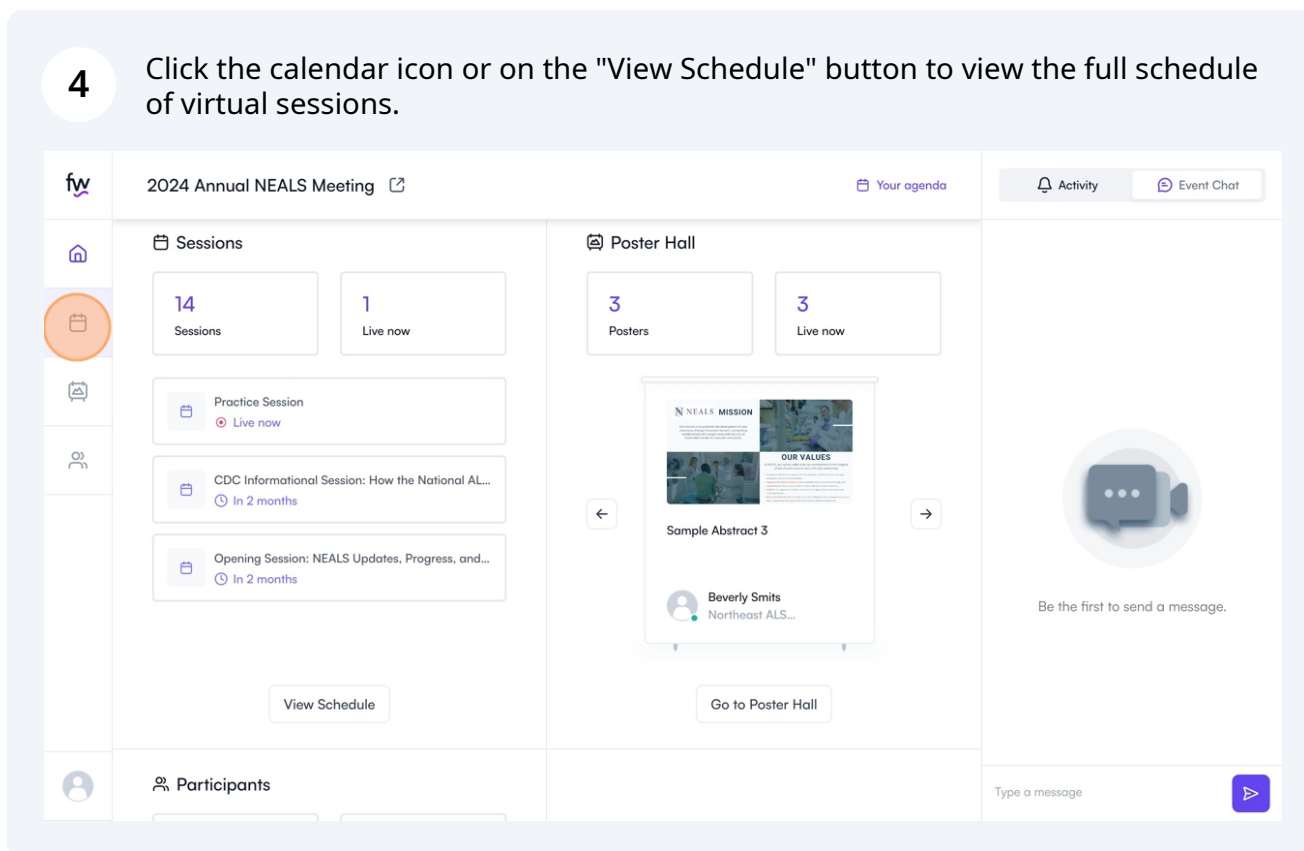 4
Click the calendar icon or on the "View Schedule" button to view the full schedule
of virtual sessions.
fw
2024 Annual NEALS Meeting
Your agenda
Activity
Event Chat
Sessions
14
Sessions
1
Live now
Practice Session
Live now
CDC Informational Session: How the National AL...
In 2 months
Opening Session: NEALS Updates, Progress, and...
In 2 months
View Schedule
Poster Hall
3
Posters
3
Live now
NEALS MISSION
OUR VALUES
Sample Abstract 3
Beverly Smits
Northeast ALS...
Go to Poster Hall
Participants
Be the first to send a message.
Type a message